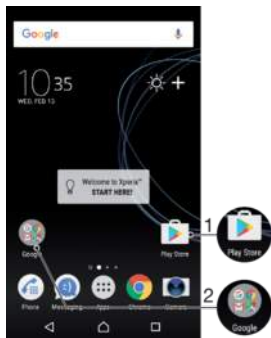 Google
10 35
WED, FEB 15
Welcome to Xperia™
START HERE!
1
Google
Play Store
Play Store
2
Phone
Messaging
Apps
Chrome
Camera
Google